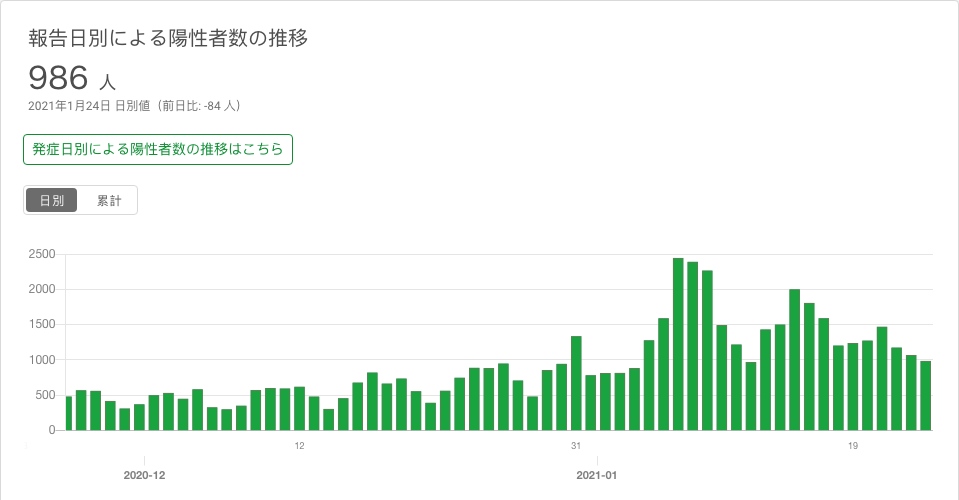 報告日別による陽性者数の推移
986 人
2021年1月24日 日別値（前日比: -84 人）
発症日別による陽性者数の推移はこちら
日別 累計
2500
2000
1500
1000
500
0
12 31 19
2020-12 2021-01